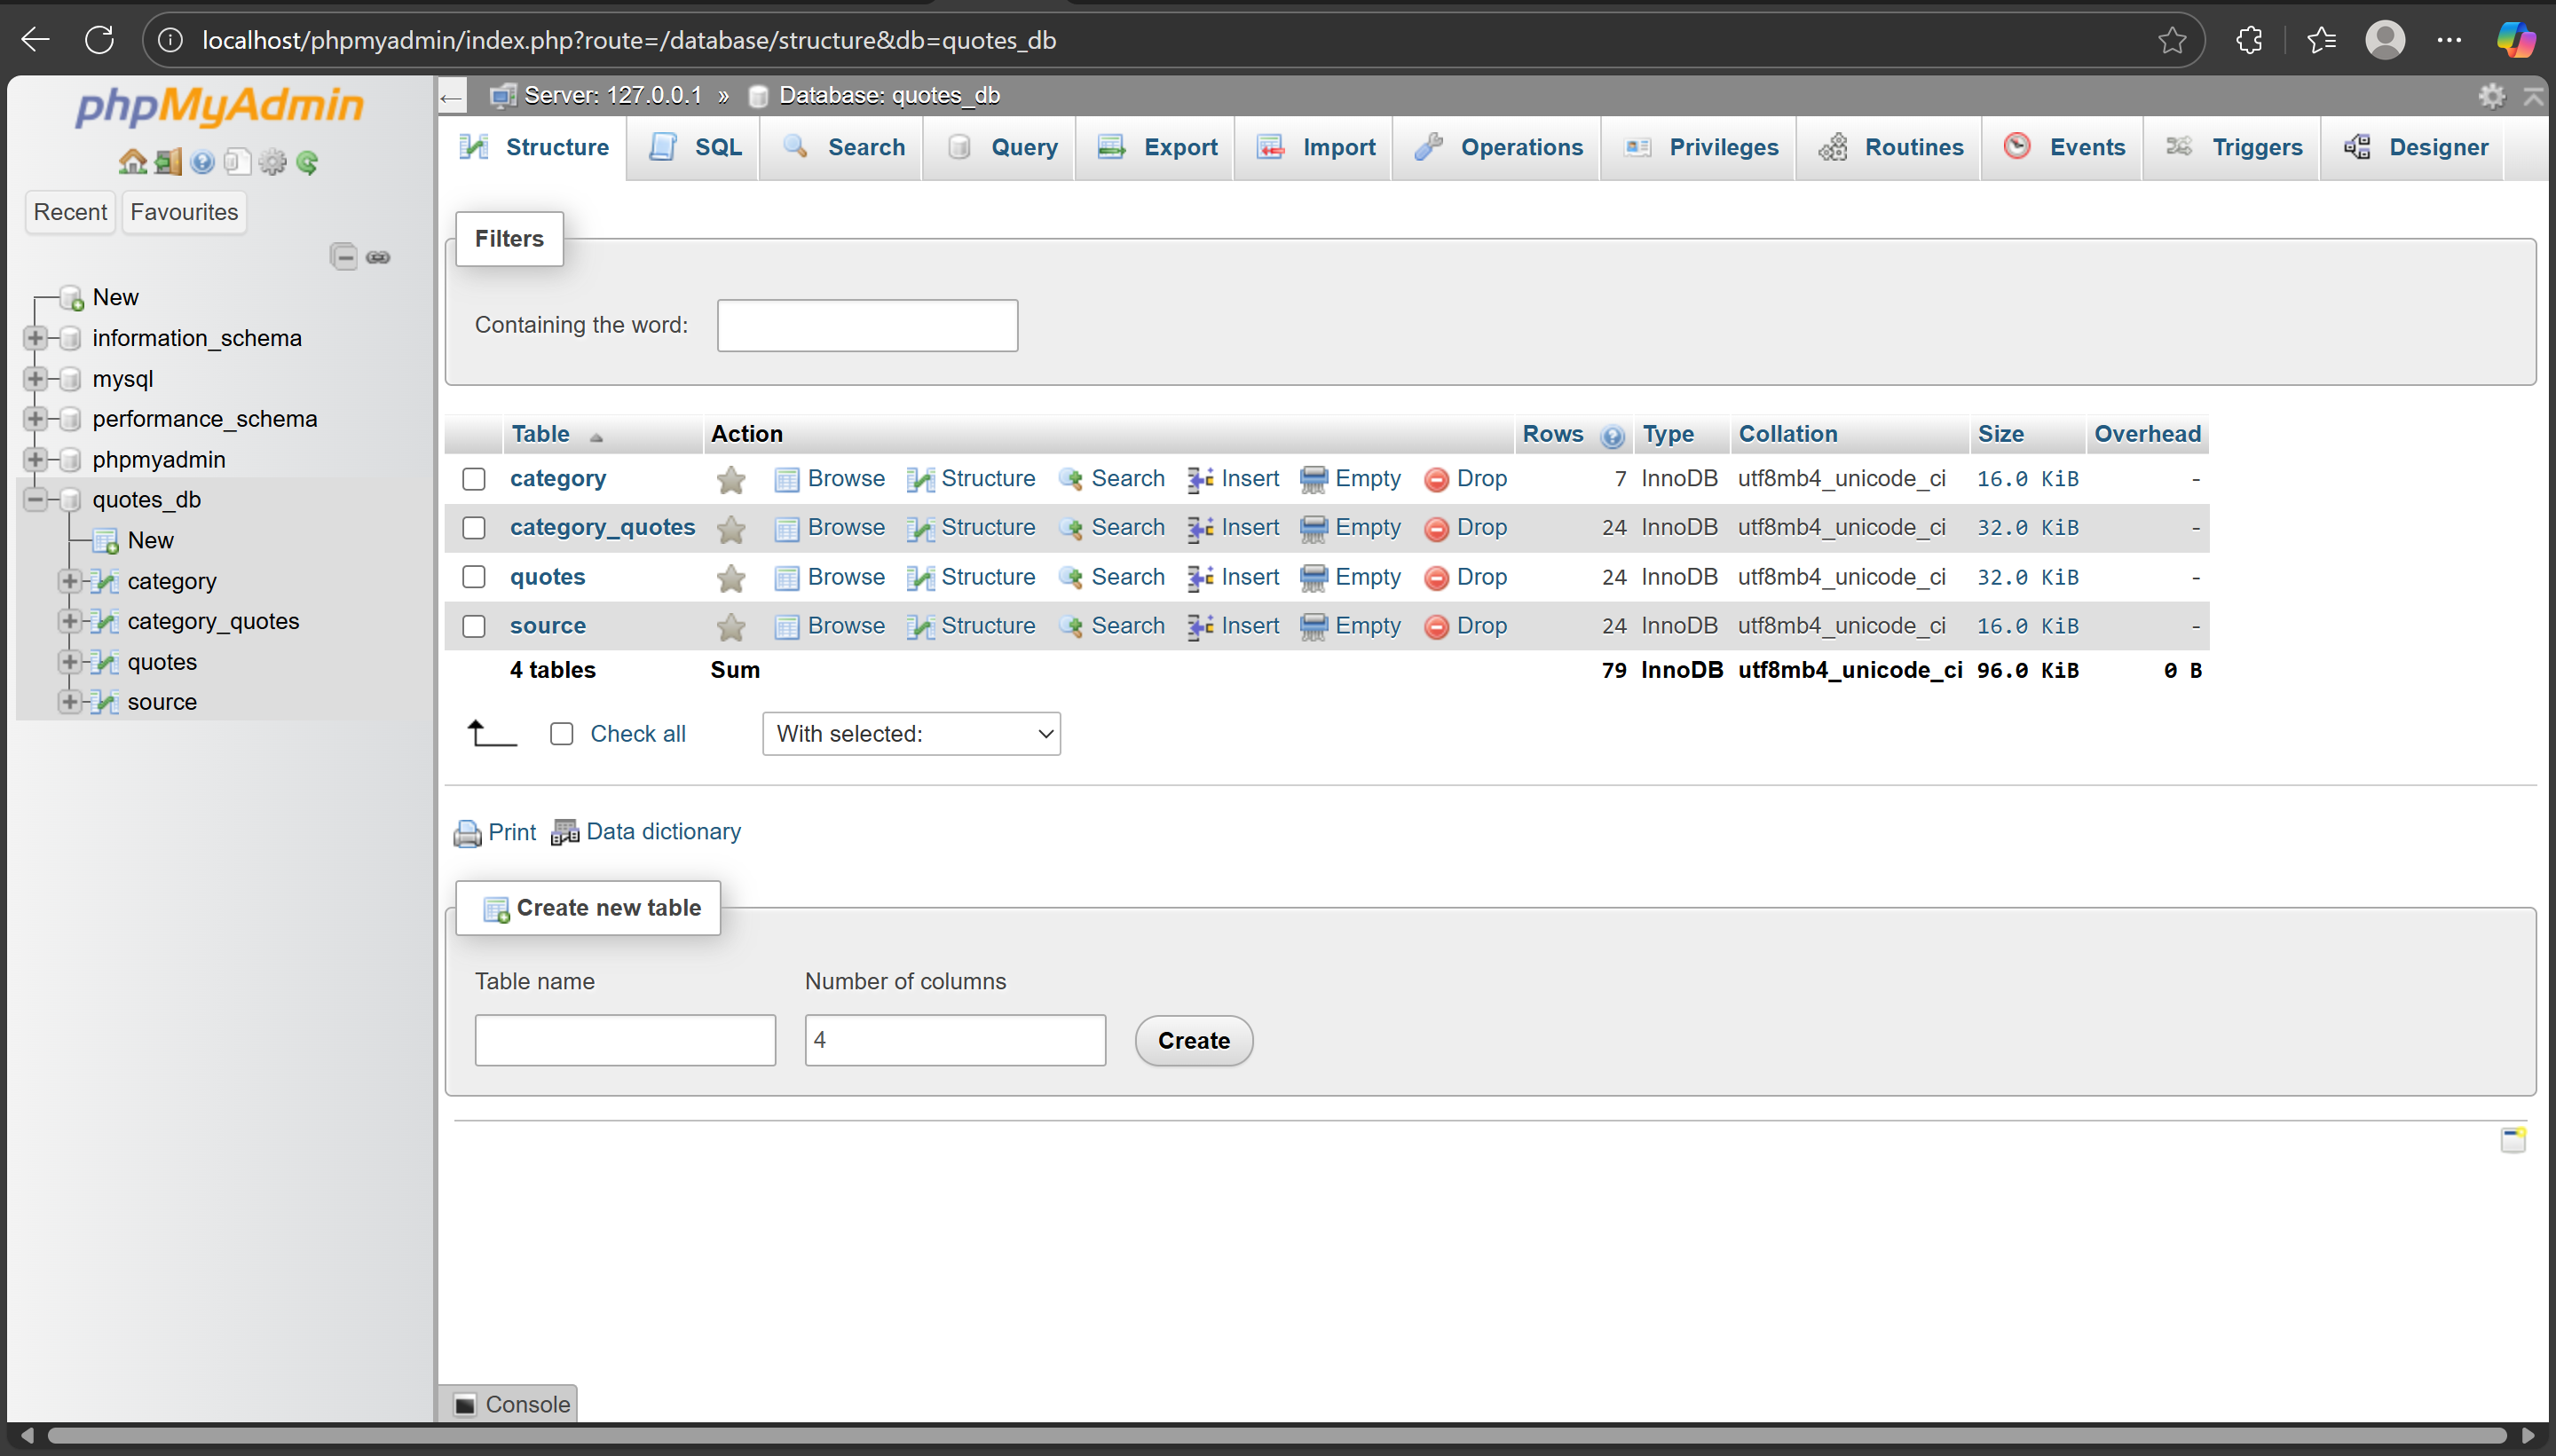 localhost/phpmyadmin/index.php?route=/database/structure&db=quotes_db
phpMyAdmin
Recent Favourites
New
information_schema
mysql
performance_schema
phpmyadmin
quotes_db
New
category
category_quotes
quotes
source
Server: 127.0.0.1 » Database: quotes_db
Structure SQL Search Query Export Import Operations Privileges Routines Events Triggers Designer
Filters
Containing the word:
Table Action Rows Type Collation Size Overhead
category Browse Structure Search Insert Empty Drop 7 InnoDB utf8mb4_unicode_ci 16.0 KiB -
category_quotes Browse Structure Search Insert Empty Drop 24 InnoDB utf8mb4_unicode_ci 32.0 KiB -
quotes Browse Structure Search Insert Empty Drop 24 InnoDB utf8mb4_unicode_ci 32.0 KiB -
source Browse Structure Search Insert Empty Drop 24 InnoDB utf8mb4_unicode_ci 16.0 KiB -
4 tables Sum 79 InnoDB utf8mb4_unicode_ci 96.0 KiB 0 B
Check all With selected:
Print Data dictionary
Create new table
Table name Number of columns
4 Create
Console